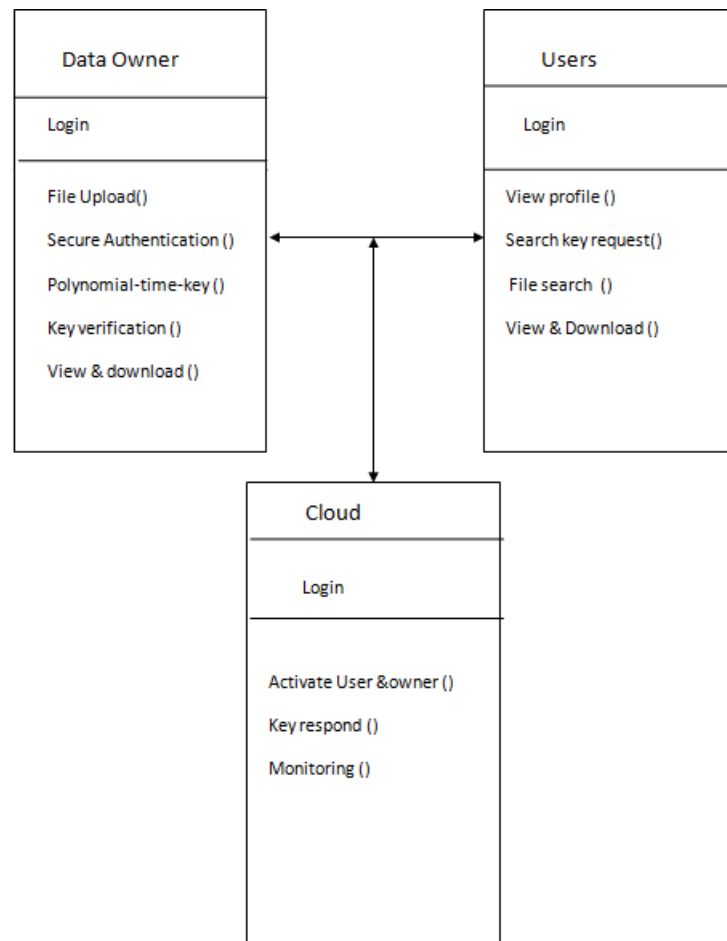 Data Owner
Login
File Upload()
Secure Authentication ()
Polynomial-time-key ()
Key verification ()
View & download ()
Users
Login
View profile ()
Search key request()
File search ()
View & Download ()
Cloud
Login
Activate User &owner ()
Key respond ()
Monitoring ()